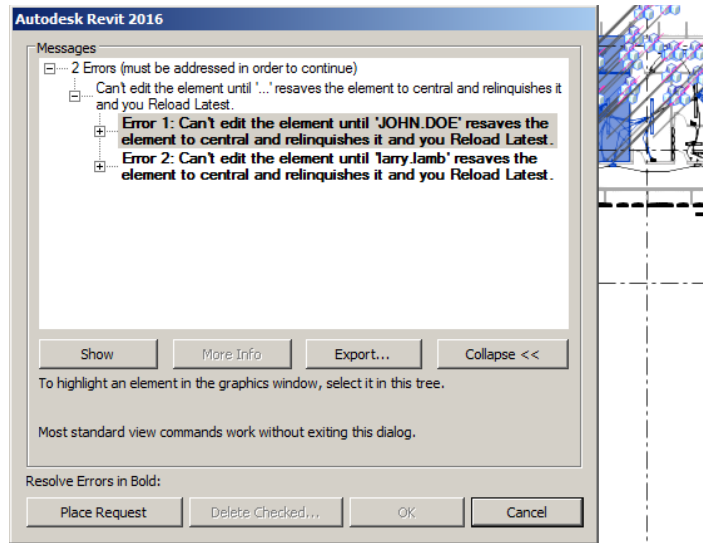 Autodesk Revit 2016
Messages
2 Errors (must be addressed in order to continue)
Can't edit the element until '...' resaves the element to central and relinquishes it
and you Reload Latest.
Error 1: Can't edit the element until 'JOHN.DOE' resaves the
element to central and relinquishes it and you Reload Latest.
Error 2: Can't edit the element until 'larry.lamb' resaves the
element to central and relinquishes it and you Reload Latest.
Show
More Info
Export...
Collapse <<
To highlight an element in the graphics window, select it in this tree.
Most standard view commands work without exiting this dialog.
Resolve Errors in Bold:
Place Request
Delete Checked...
OK
Cancel